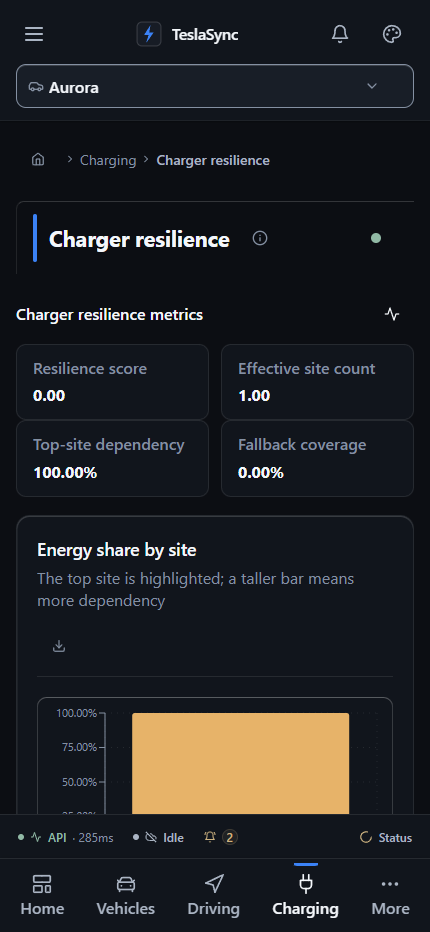 TeslaSync
Aurora
Charging
Charger resilience
Charger resilience
Charger resilience metrics
Resilience score
0.00
Effective site count
1.00
Top-site dependency
100.00%
Fallback coverage
0.00%
Energy share by site
The top site is highlighted; a taller bar means
more dependency
100.00%
75.00%
50.00%
API · 285ms
Idle
2
Status
Home
Vehicles
Driving
Charging
More